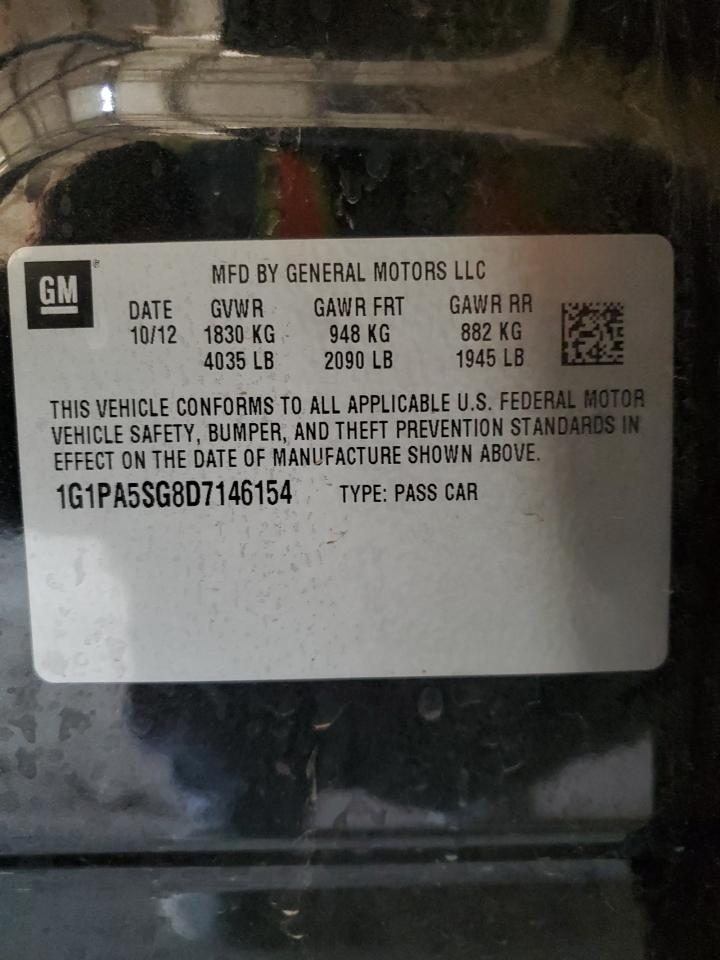 GM®
MFD BY GENERAL MOTORS LLC
DATE GVWR GAWR FRT GAWR RR
10/12 1830 KG 948 KG 882 KG
4035 LB 2090 LB 1945 LB
THIS VEHICLE CONFORMS TO ALL APPLICABLE U.S. FEDERAL MOTOR
VEHICLE SAFETY, BUMPER, AND THEFT PREVENTION STANDARDS IN
EFFECT ON THE DATE OF MANUFACTURE SHOWN ABOVE.
1G1PA5SG8D7146154 TYPE: PASS CAR